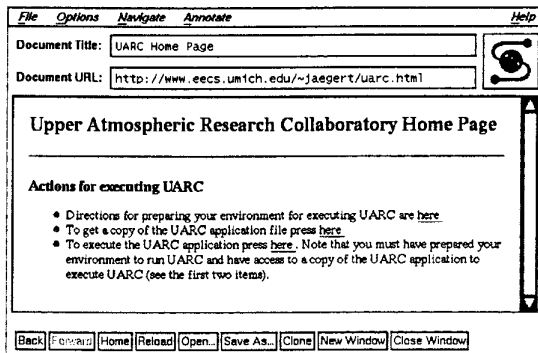 File Options Navigate Annotate Help
Document Title: UARC Home Page
Document URL: http://www.eecs.umich.edu/~jaegert/uarc.html
Upper Atmospheric Research Collaboratory Home Page
Actions for executing UARC
Directions for preparing your environment for executing UARC are here
To get a copy of the UARC application file press here
To execute the UARC application press here. Note that you must have prepared your
environment to run UARC and have access to a copy of the UARC application to
execute UARC (see the first two items).
Back Forward Home Reload Open... Save As... Clone New Window Close Window